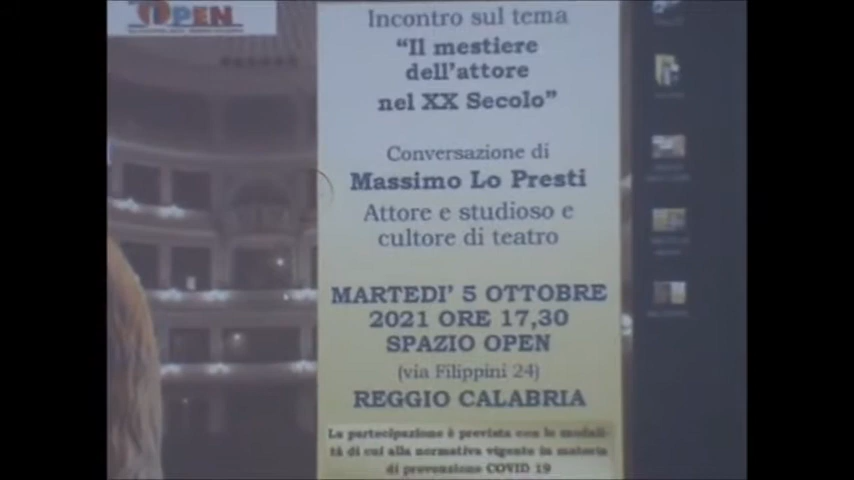 OPEN
Incontro sul tema
“Il mestiere
dell’attore
nel XX Secolo”
Conversazione di
Massimo Lo Presti
Attore e studioso e
cultore di teatro
MARTEDI’ 5 OTTOBRE
2021 ORE 17,30
SPAZIO OPEN
(via Filippini 24)
REGGIO CALABRIA
La partecipazione è prevista con le modali-
tà di cui alla normativa vigente in materia
di prevenzione COVID 19